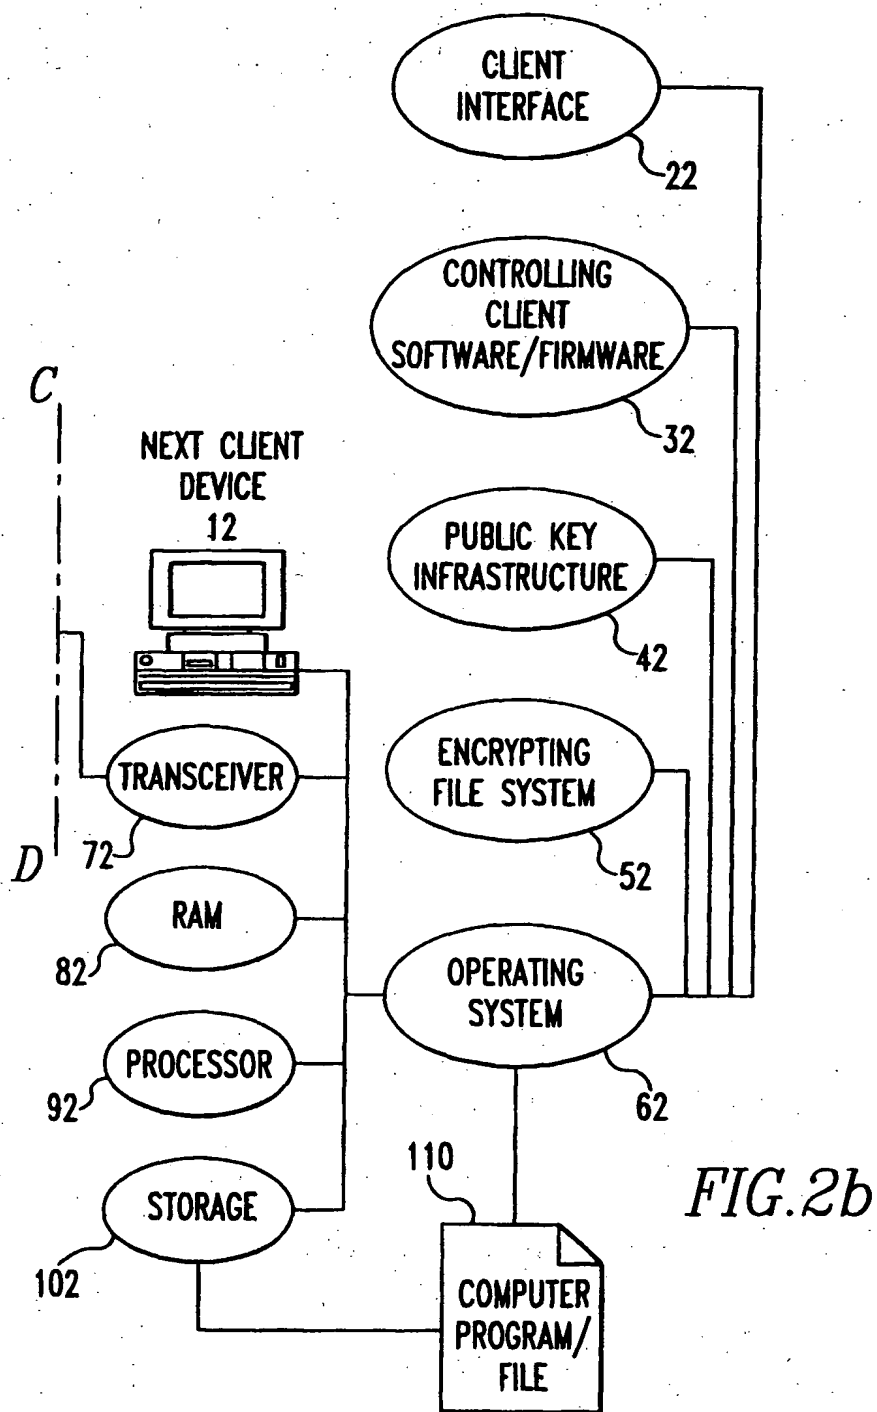 CLIENT
INTERFACE
22
CONTROLLING
CLIENT
SOFTWARE/FIRMWARE
32
C
NEXT CLIENT
DEVICE
12
PUBLIC KEY
INFRASTRUCTURE
42
TRANSCEIVER
72
D
ENCRYPTING
FILE SYSTEM
52
RAM
82
OPERATING
SYSTEM
62
PROCESSOR
92
STORAGE
102
110
COMPUTER
PROGRAM/
FILE
FIG.2b